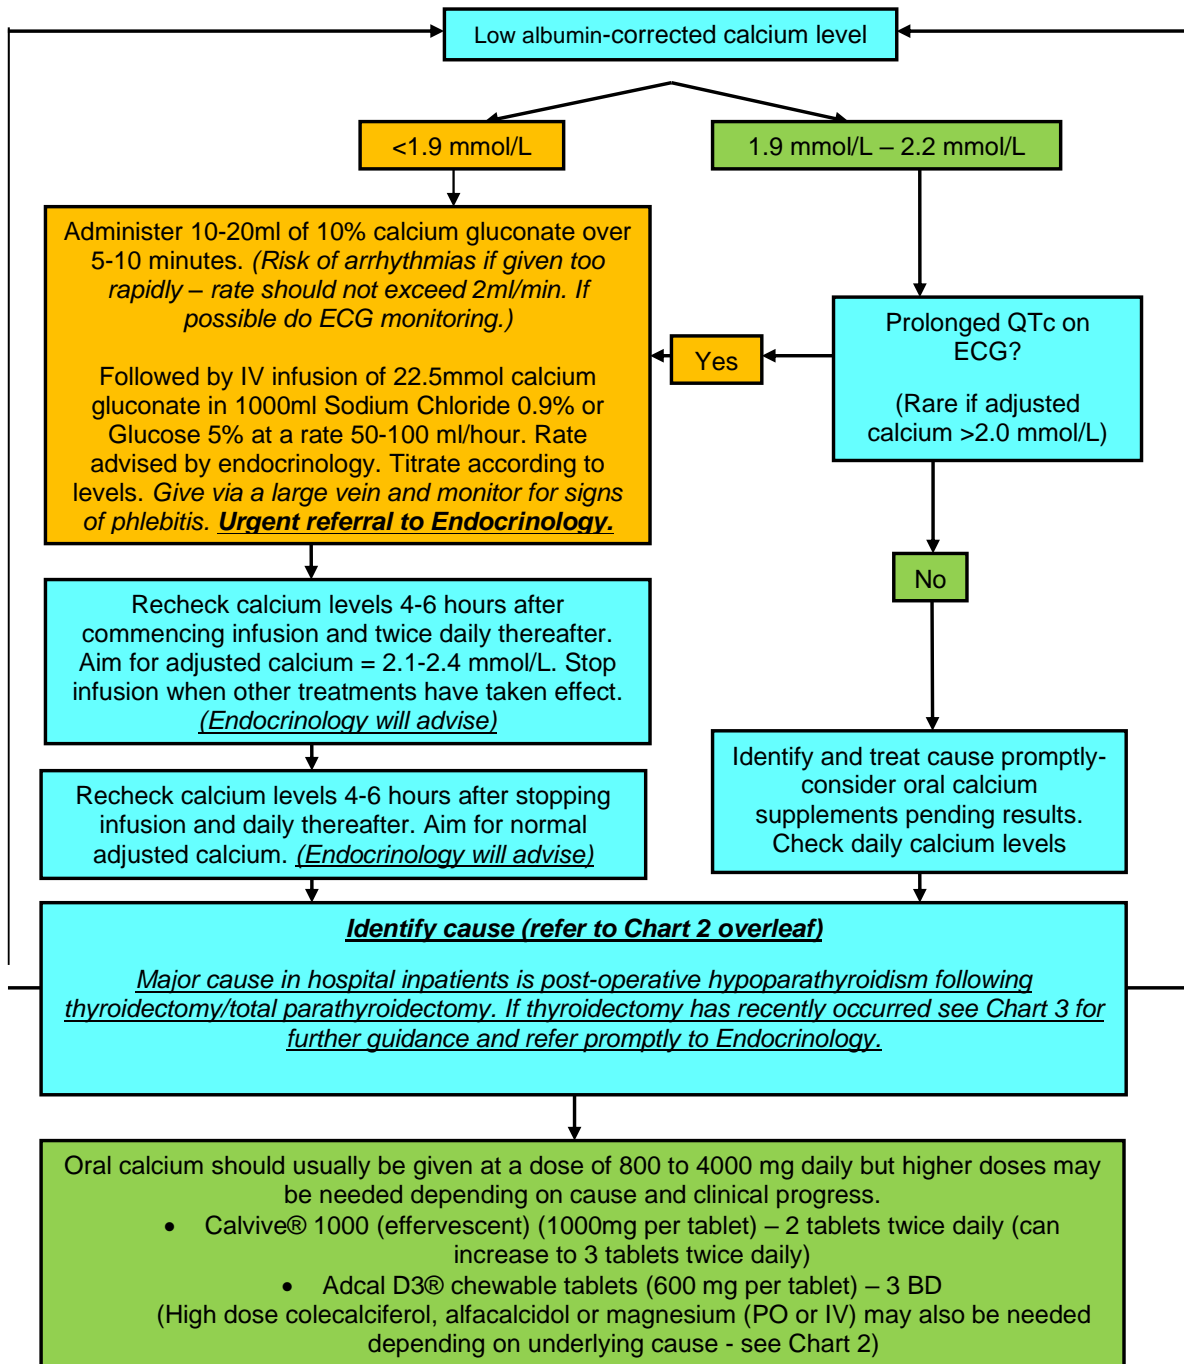 Low albumin-corrected calcium level
<1.9 mmol/L
1.9 mmol/L – 2.2 mmol/L
Administer 10-20ml of 10% calcium gluconate over
5-10 minutes. (Risk of arrhythmias if given too
rapidly – rate should not exceed 2ml/min. If
possible do ECG monitoring.)
Followed by IV infusion of 22.5mmol calcium
gluconate in 1000ml Sodium Chloride 0.9% or
Glucose 5% at a rate 50-100 ml/hour. Rate
advised by endocrinology. Titrate according to
levels. Give via a large vein and monitor for signs
of phlebitis. Urgent referral to Endocrinology.
Prolonged QTc on
ECG?
(Rare if adjusted
calcium >2.0 mmol/L)
Yes
No
Recheck calcium levels 4-6 hours after
commencing infusion and twice daily thereafter.
Aim for adjusted calcium = 2.1-2.4 mmol/L. Stop
infusion when other treatments have taken effect.
(Endocrinology will advise)
Recheck calcium levels 4-6 hours after stopping
infusion and daily thereafter. Aim for normal
adjusted calcium. (Endocrinology will advise)
Identify and treat cause promptly-
consider oral calcium
supplements pending results.
Check daily calcium levels
Identify cause (refer to Chart 2 overleaf)
Major cause in hospital inpatients is post-operative hypoparathyroidism following
thyroidectomy/total parathyroidectomy. If thyroidectomy has recently occurred see Chart 3 for
further guidance and refer promptly to Endocrinology.
Oral calcium should usually be given at a dose of 800 to 4000 mg daily but higher doses may
be needed depending on cause and clinical progress.
• Calvive® 1000 (effervescent) (1000mg per tablet) – 2 tablets twice daily (can
increase to 3 tablets twice daily)
• Adcal D3® chewable tablets (600 mg per tablet) – 3 BD
(High dose colecalciferol, alfacalcidol or magnesium (PO or IV) may also be needed
depending on underlying cause - see Chart 2)